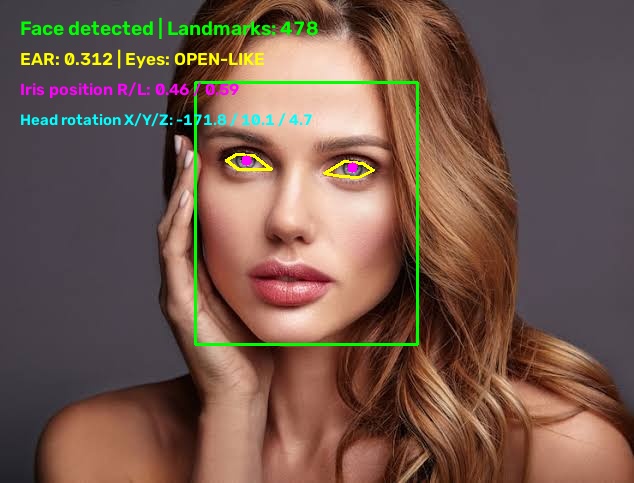 Face detected | Landmarks: 478
EAR: 0.312 | Eyes: OPEN-LIKE
Iris position R/L: 0.46 / 0.59
Head rotation X/Y/Z: -171.8 / 10.1 / 4.7